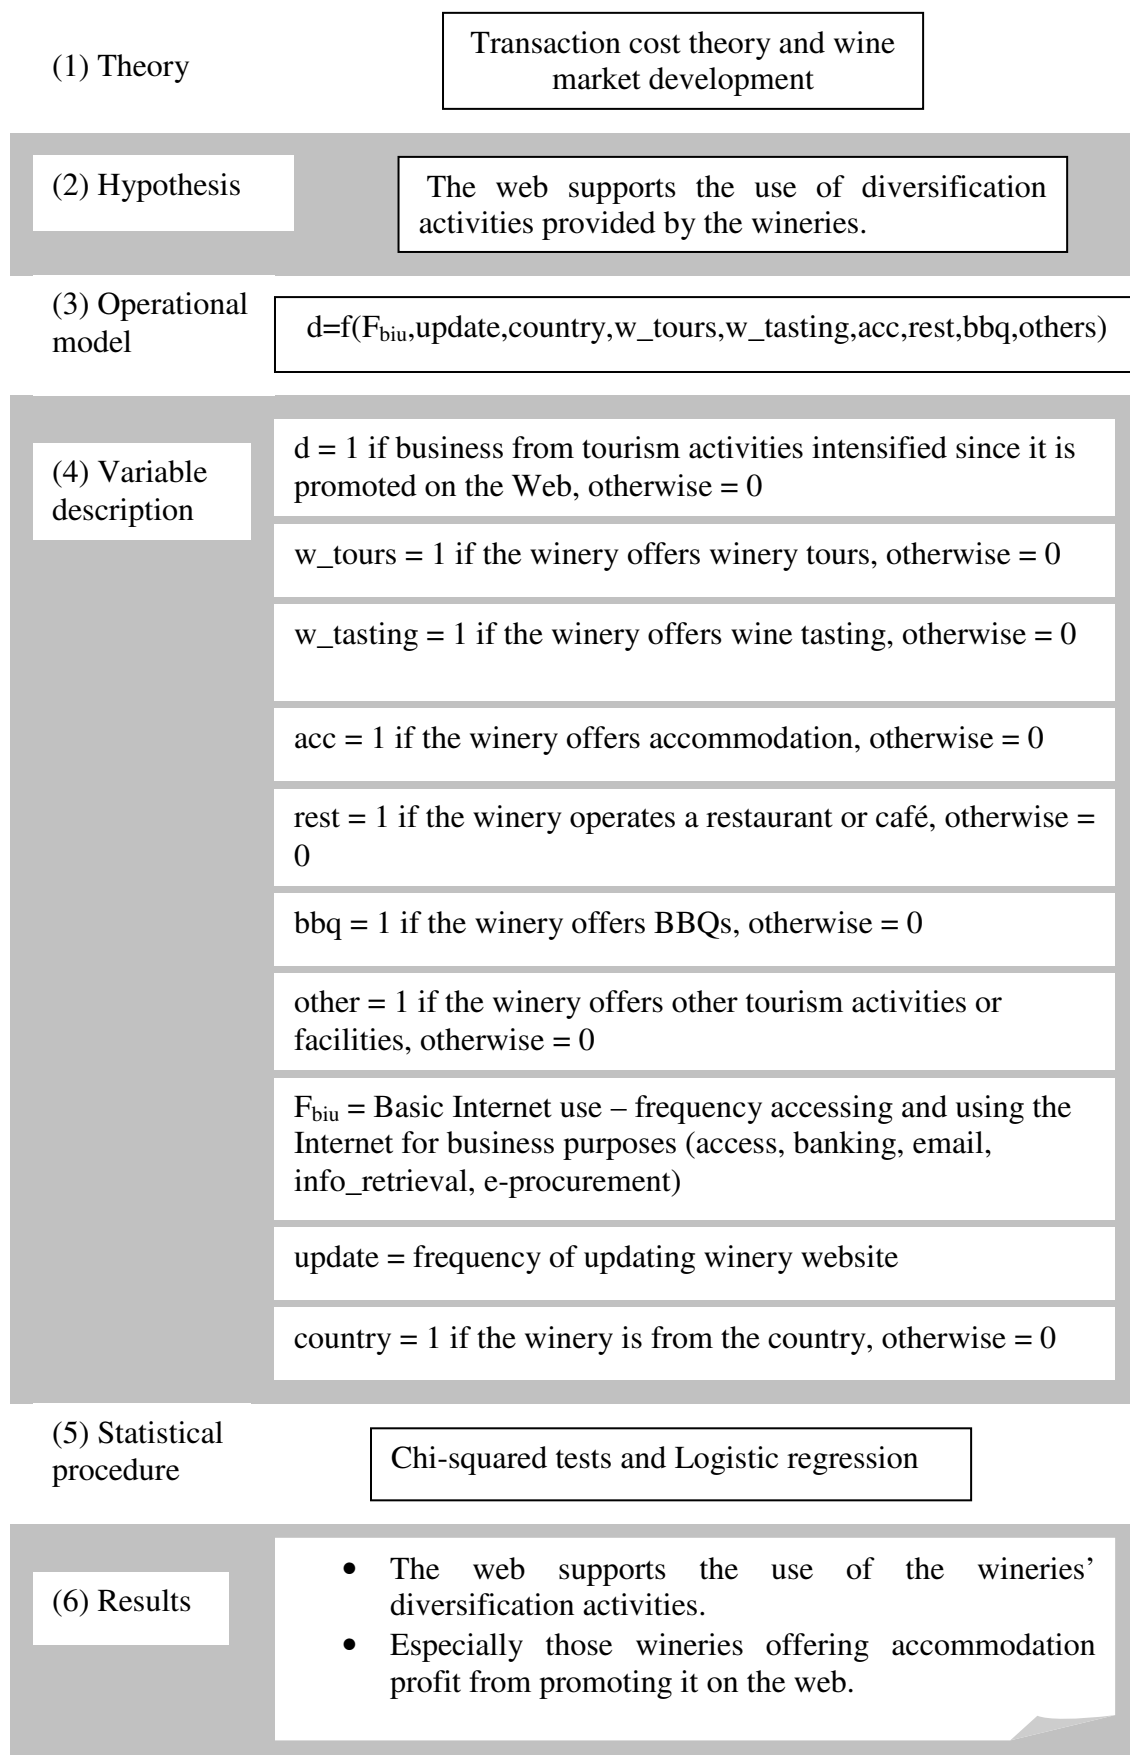 (1) Theory
Transaction cost theory and wine
market development
(2) Hypothesis
The web supports the use of diversification
activities provided by the wineries.
(3) Operational
model
d=f(F_biu,update,country,w_tours,w_tasting,acc,rest,bbq,others)
(4) Variable
description
d = 1 if business from tourism activities intensified since it is
promoted on the Web, otherwise = 0
w_tours = 1 if the winery offers winery tours, otherwise = 0
w_tasting = 1 if the winery offers wine tasting, otherwise = 0
acc = 1 if the winery offers accommodation, otherwise = 0
rest = 1 if the winery operates a restaurant or café, otherwise =
0
bbq = 1 if the winery offers BBQs, otherwise = 0
other = 1 if the winery offers other tourism activities or
facilities, otherwise = 0
F_biu = Basic Internet use – frequency accessing and using the
Internet for business purposes (access, banking, email,
info_retrieval, e-procurement)
update = frequency of updating winery website
country = 1 if the winery is from the country, otherwise = 0
(5) Statistical
procedure
Chi-squared tests and Logistic regression
(6) Results
• The web supports the use of the wineries’
diversification activities.
• Especially those wineries offering accommodation
profit from promoting it on the web.